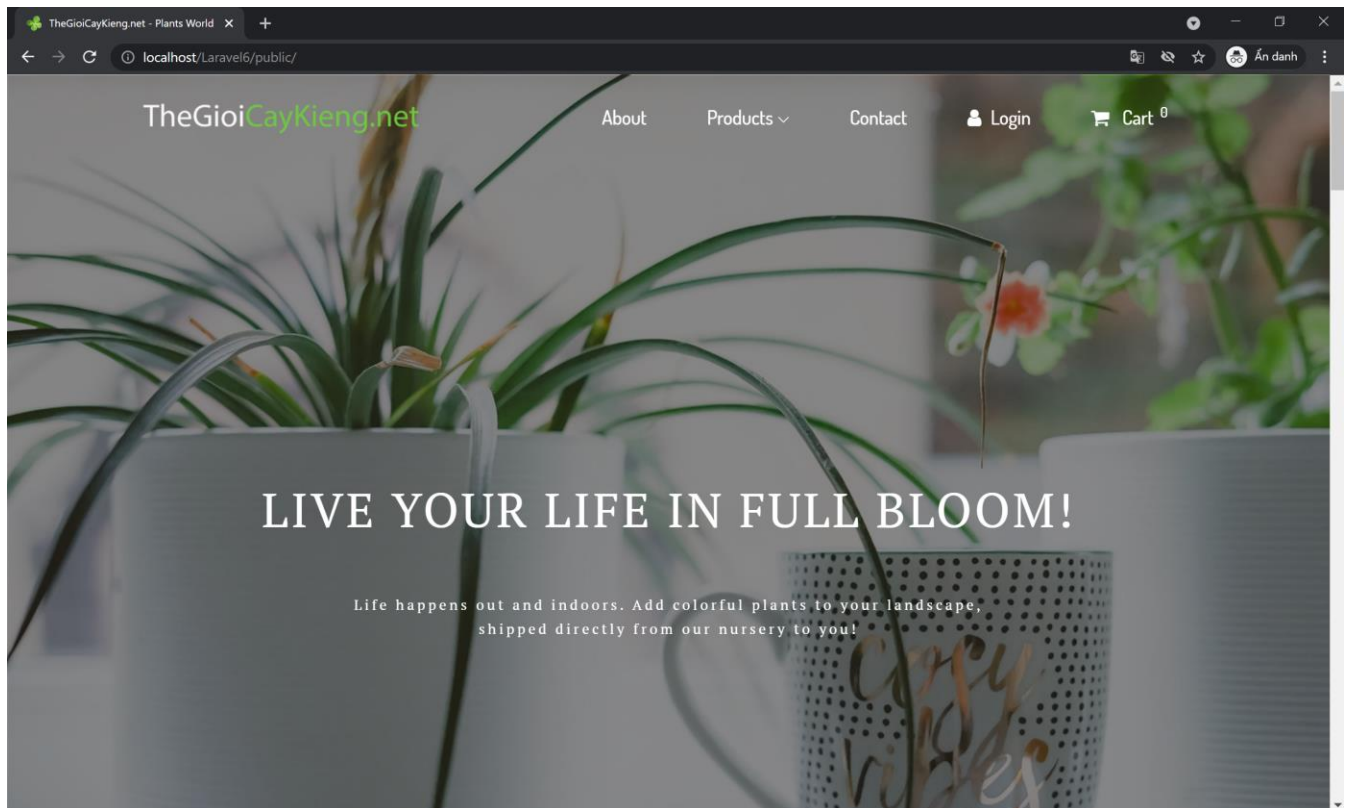 TheGioiCayKieng.net - Plants World
localhost/Laravel6/public/
Ẩn danh
TheGioiCayKieng.net
About Products Contact Login Cart 0
LIVE YOUR LIFE IN FULL BLOOM!
Life happens out and indoors. Add colorful plants to your landscape,
shipped directly from our nursery to you!
cosy
vibes